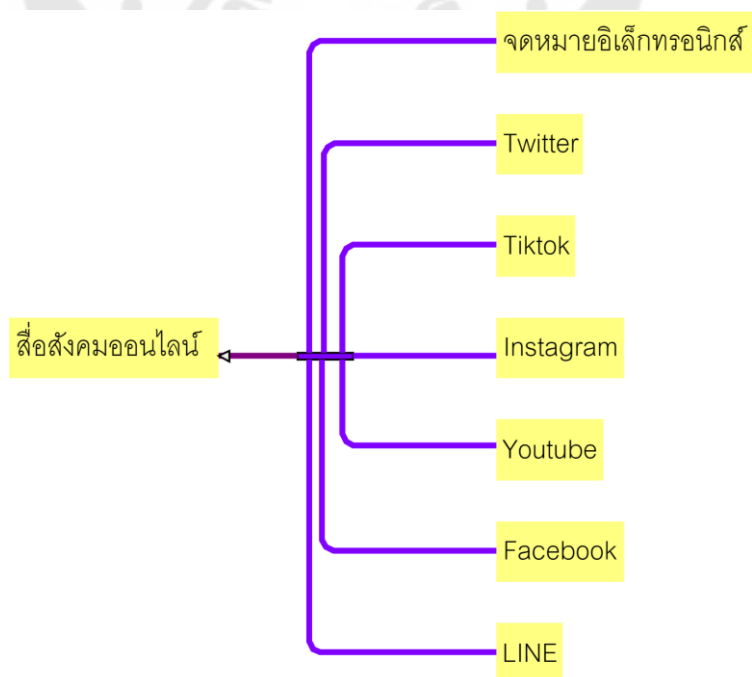 จดหมายอิเล็กทรอนิกส์
Twitter
Tiktok
สื่อสังคมออนไลน์
Instagram
Youtube
Facebook
LINE